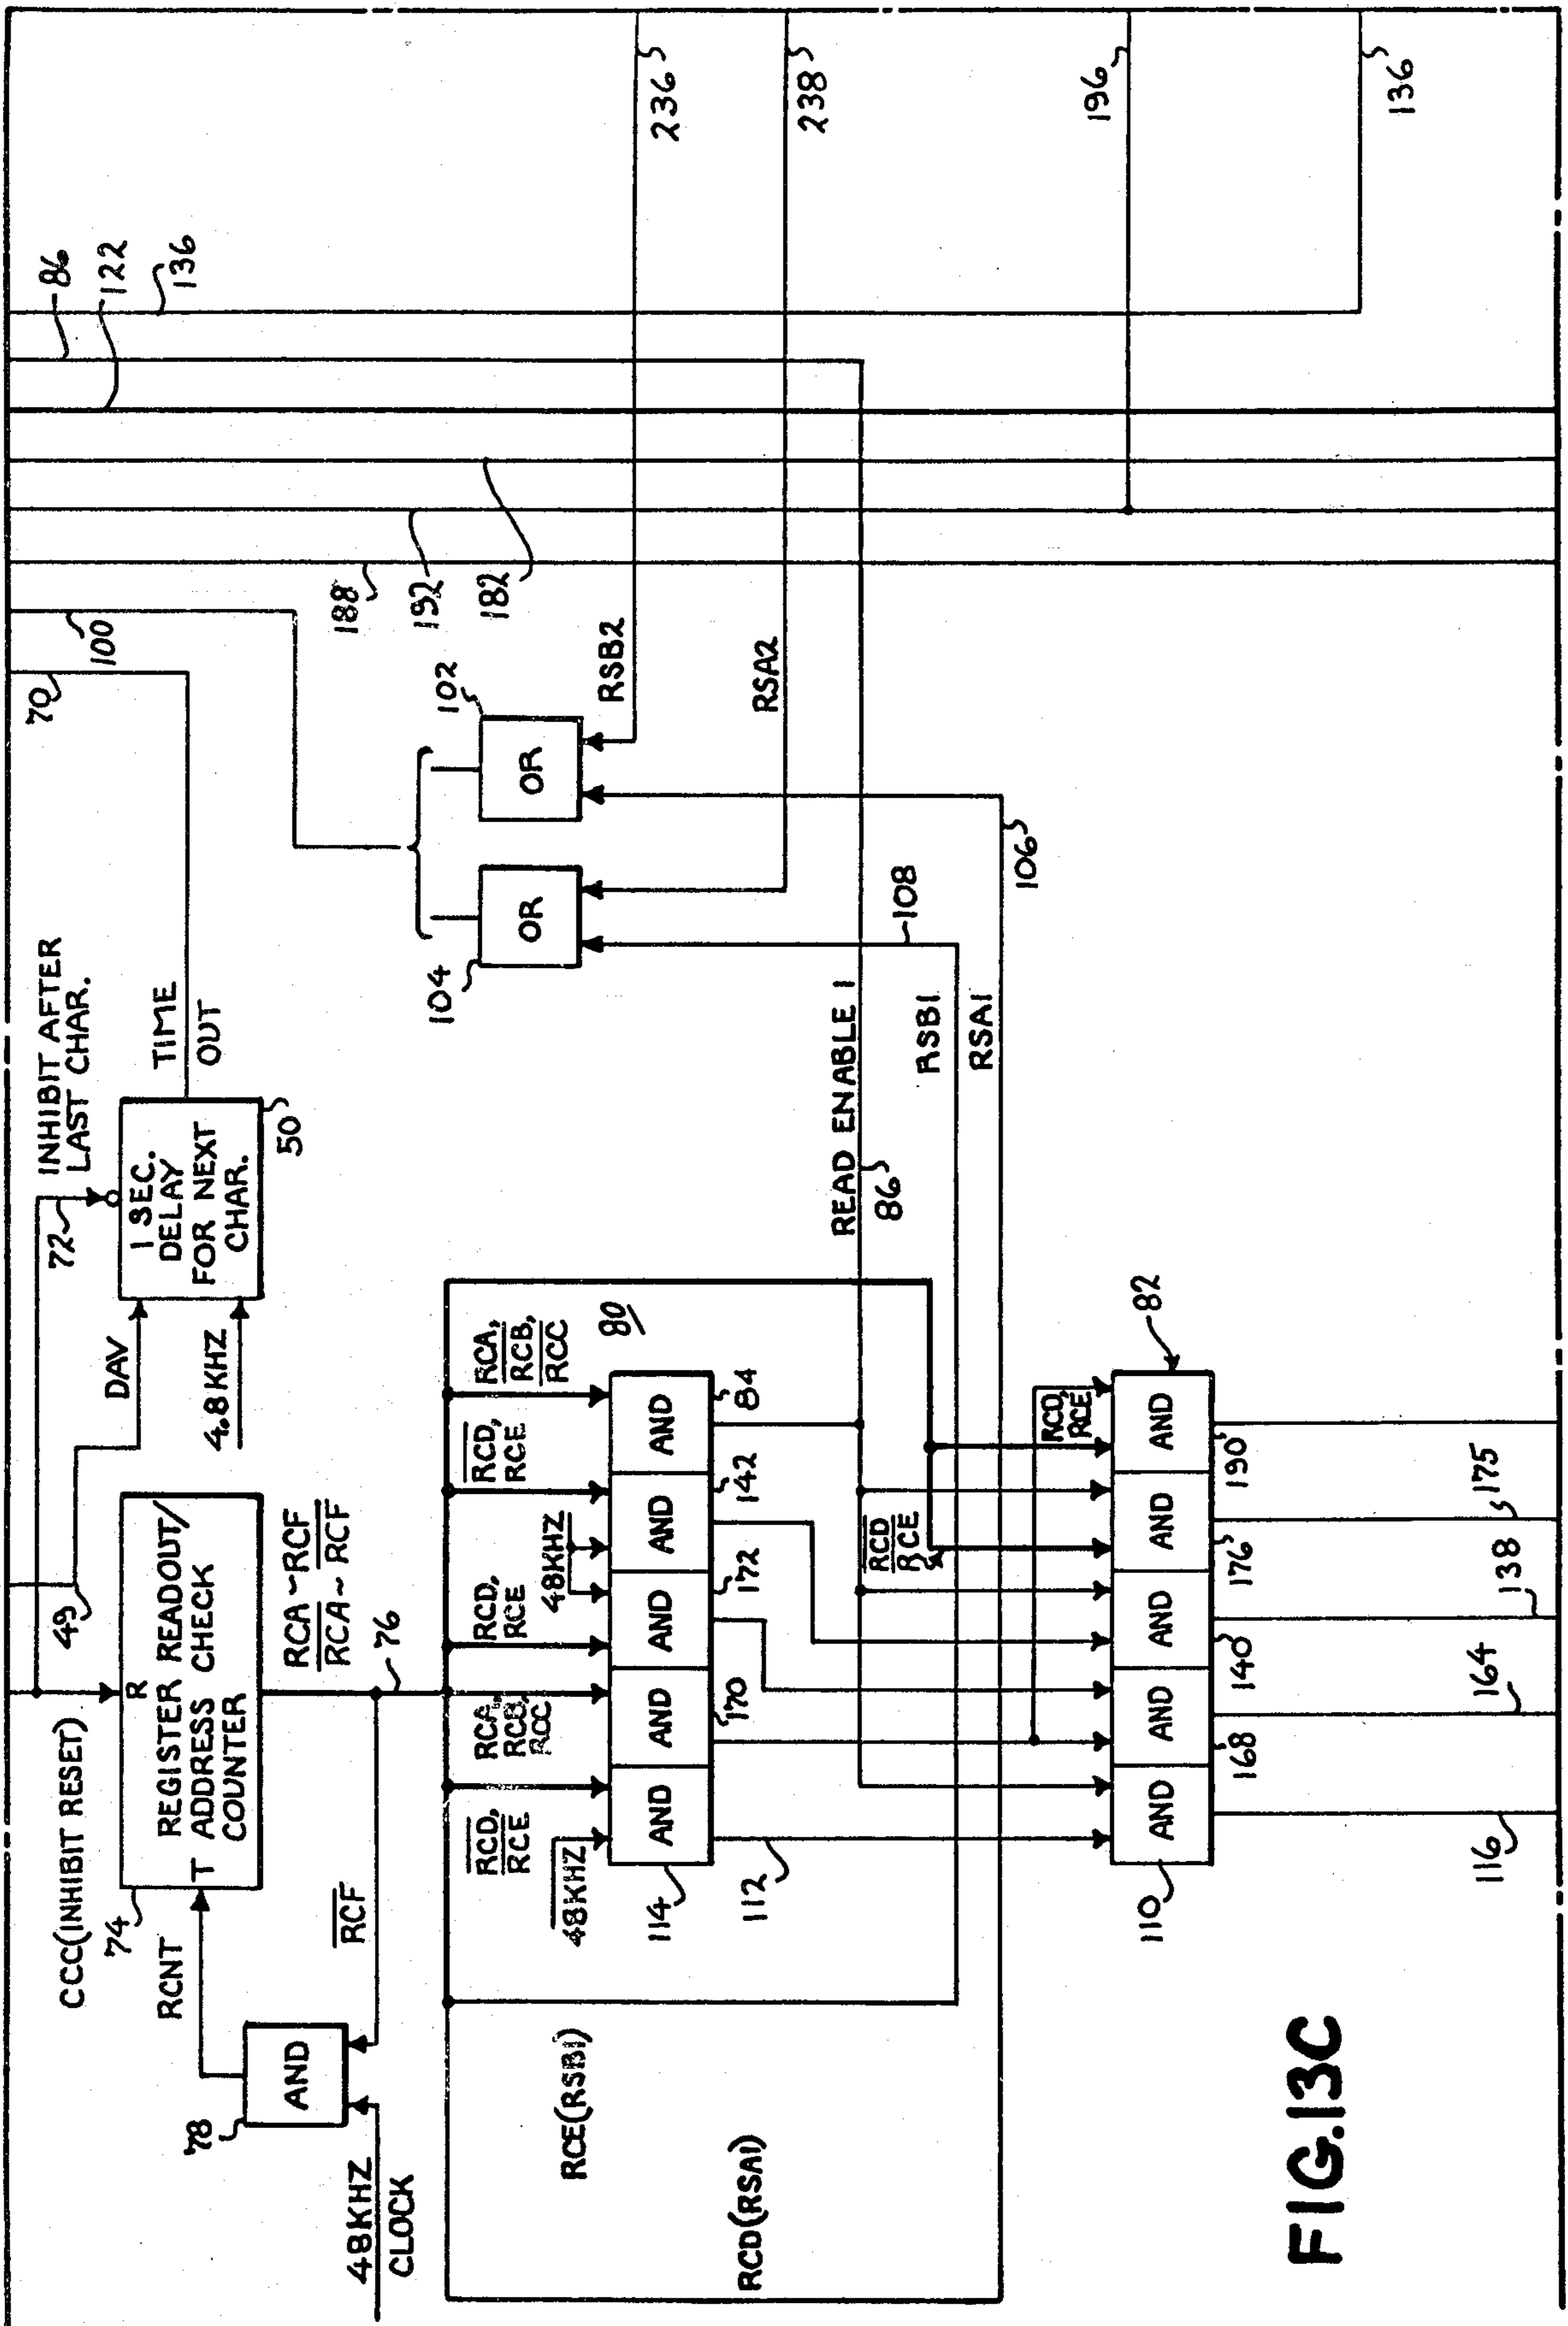 CCC(INHIBIT RESET)
49
72
INHIBIT AFTER
LAST CHAR.
70
100
188
192
182
86
122
136
74
RCNT
T
R
REGISTER READOUT/
ADDRESS CHECK
COUNTER
DAV
4.8KHZ
1 SEC.
DELAY
FOR NEXT
CHAR.
50
TIME
OUT
78
AND
48KHZ
CLOCK
RCF
RCA~RCF
RCA~RCF
76
104
OR
102
OR
RSB2
236
RSA2
238
196
136
RCE(RSB1)
RCD(RSA1)
48KHZ
RCD,
RCE
RCA,
RCB,
RCC
RCD,
RCE
48KHZ
RCD,
RCE
RCA,
RCB,
RCC
80
114
AND
170
AND
172
AND
142
AND
84
AND
112
READ ENABLE 1
86
108
RSB1
RSA1
106
RCD
RCE
RCD,
RCE
82
110
AND
168
AND
140
AND
176
AND
190
AND
116
164
138
175
FIG.13C